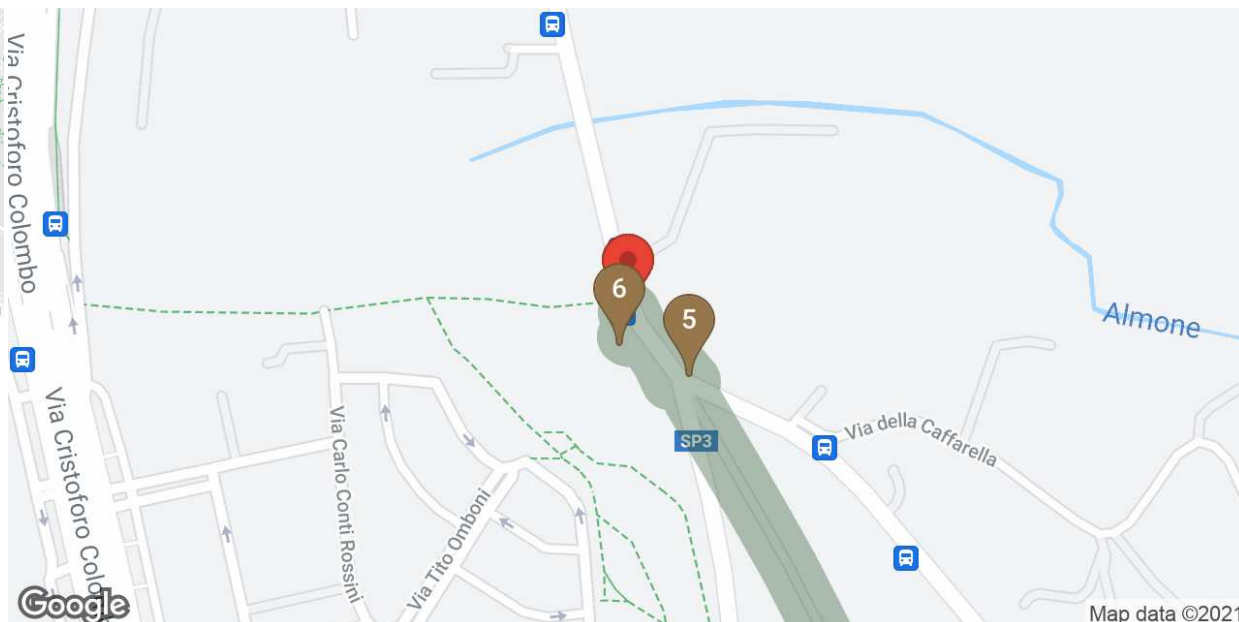 Via Cristoforo Colombo
Almone
6
5
SP3
Via della Caffarella
Via Cristoforo Colo
Via Carlo Conti Rossini
Via Tito Omboni
Google
Map data ©2021